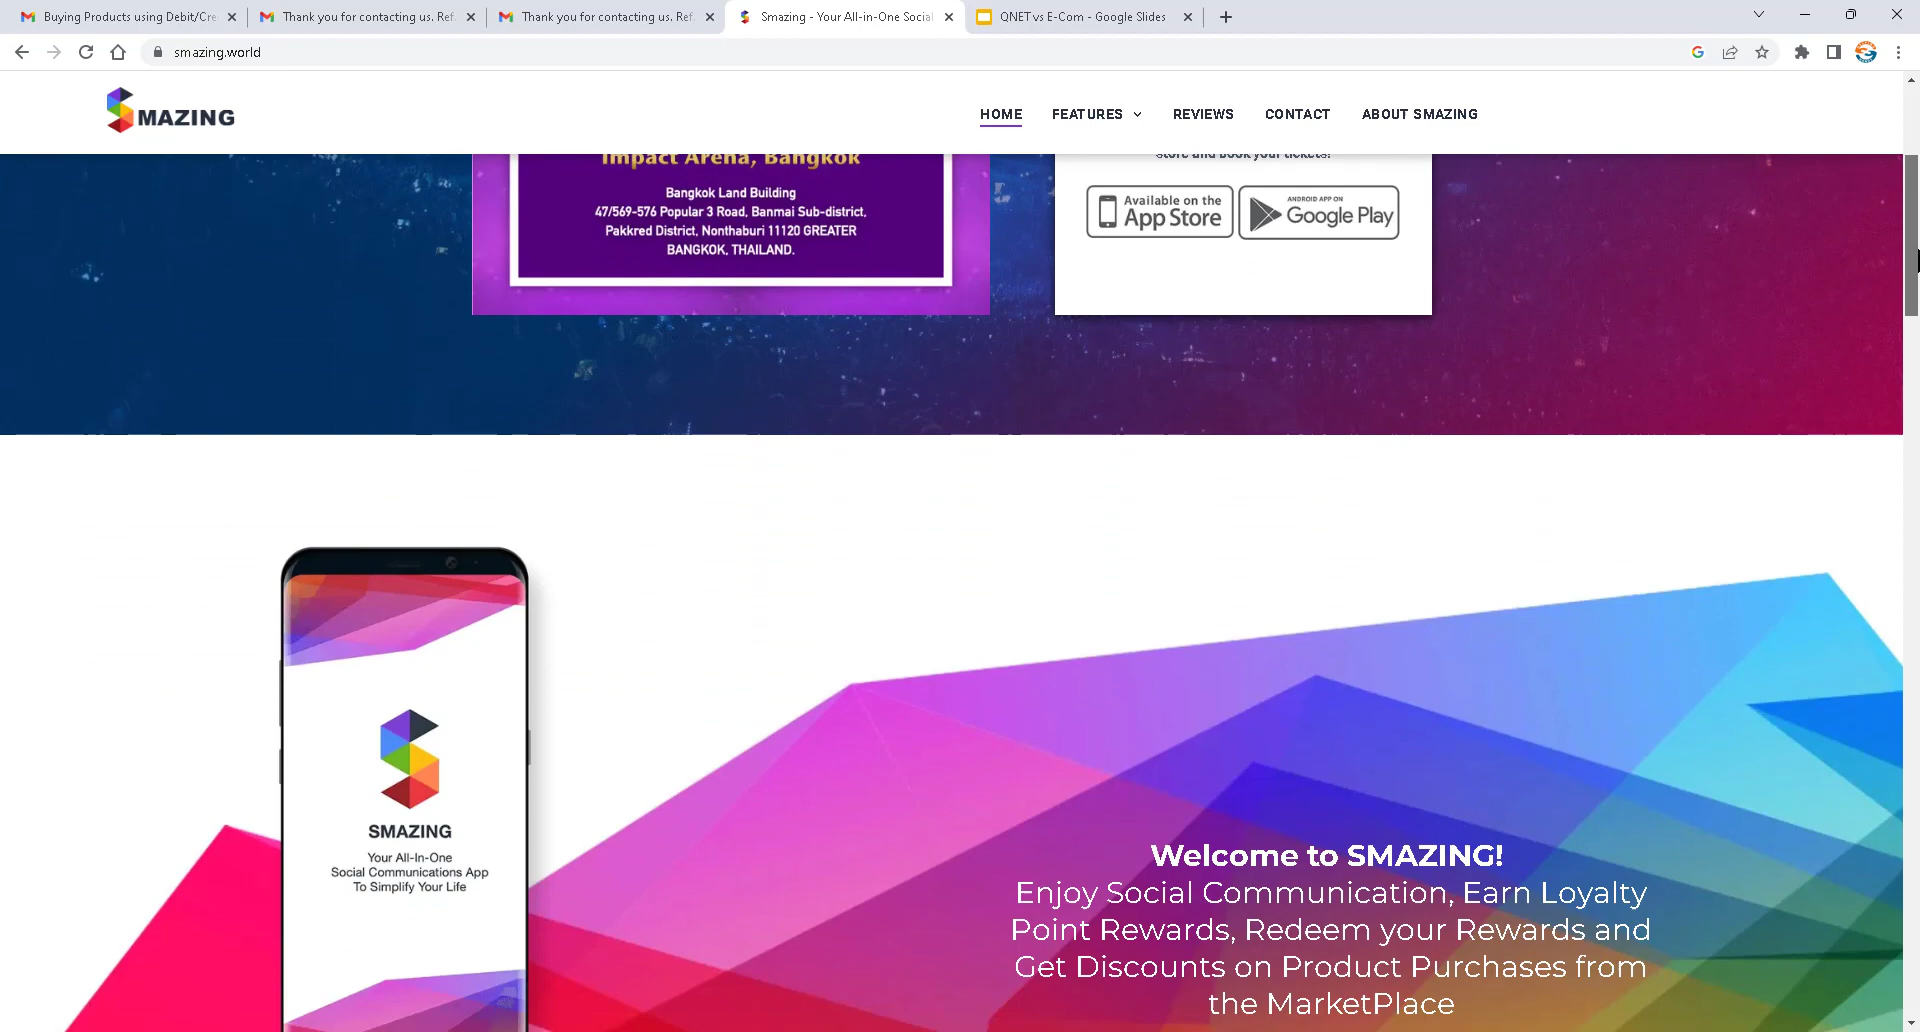 Buying Products using Debit/Cre
Thank you for contacting us. Ref.
Thank you for contacting us. Ref.
Smazing - Your All-in-One Social
QNET vs E-Com - Google Slides
smazing.world
MAZING
HOME
FEATURES
REVIEWS
CONTACT
ABOUT SMAZING
Impact Arena, Bangkok
Bangkok Land Building
47/569-576 Popular 3 Road, Banmai Sub-district,
Pakkred District, Nonthaburi 11120 GREATER
BANGKOK, THAILAND.
store and book your tickets!
Available on the
App Store
ANDROID APP ON
Google Play
SMAZING
Your All-In-One
Social Communications App
To Simplify Your Life
Welcome to SMAZING!
Enjoy Social Communication, Earn Loyalty
Point Rewards, Redeem your Rewards and
Get Discounts on Product Purchases from
the MarketPlace